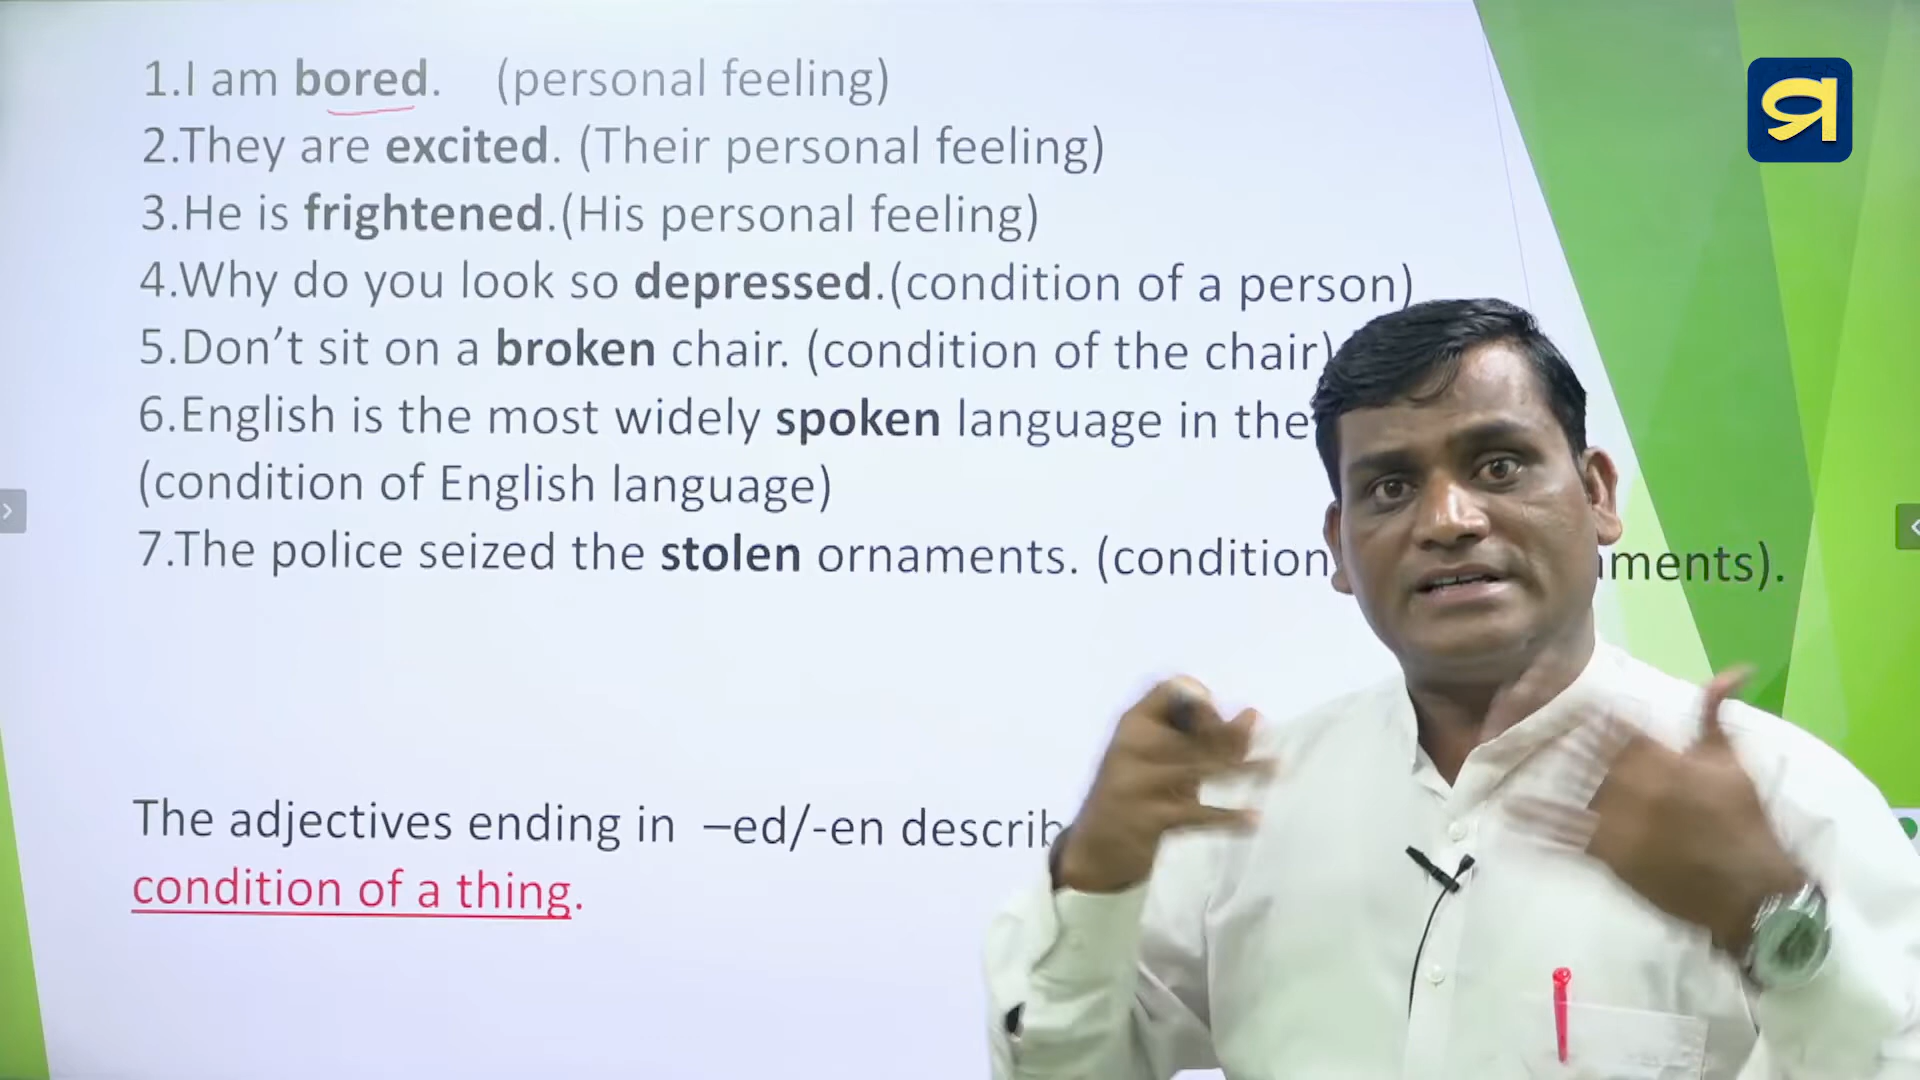 1.I am bored. (personal feeling)
2.They are excited. (Their personal feeling)
3.He is frightened.(His personal feeling)
4.Why do you look so depressed.(condition of a person)
5.Don’t sit on a broken chair. (condition of the chair)
6.English is the most widely spoken language in the
(condition of English language)
7.The police seized the stolen ornaments. (condition
The adjectives ending in –ed/-en
condition of a thing.